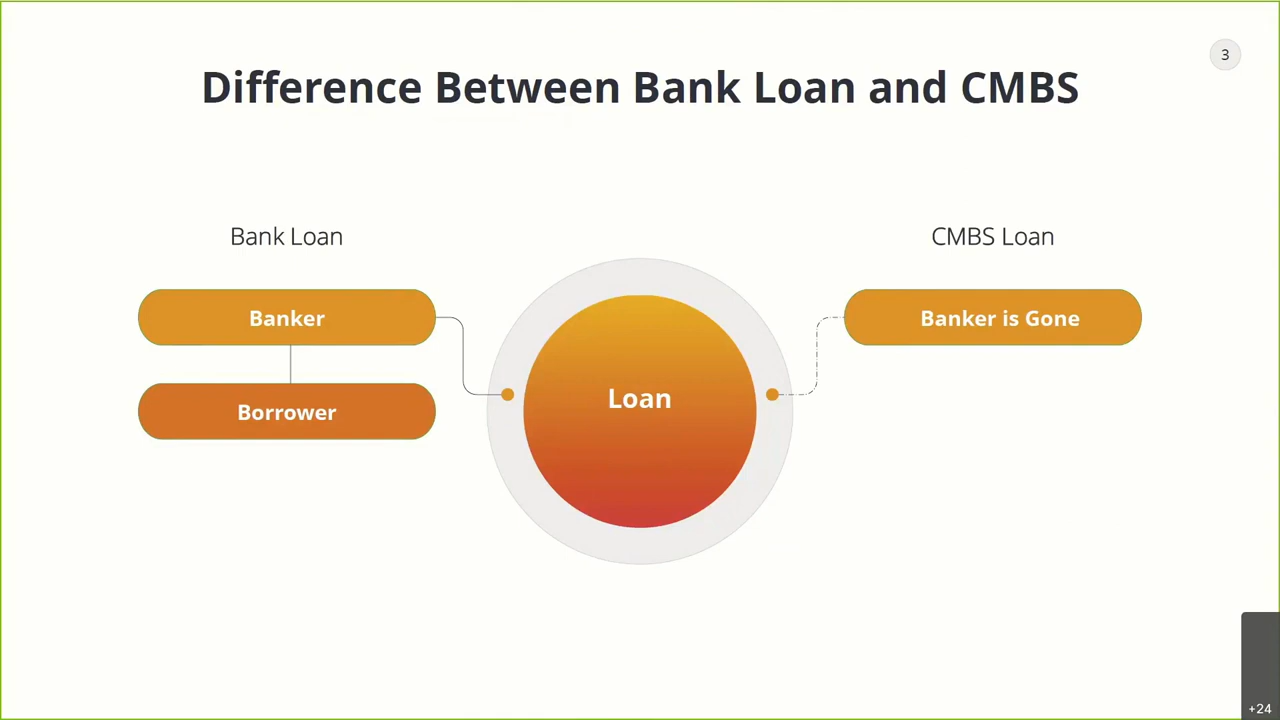 3
Difference Between Bank Loan and CMBS
Bank Loan
CMBS Loan
Banker
Banker is Gone
Loan
Borrower
+24